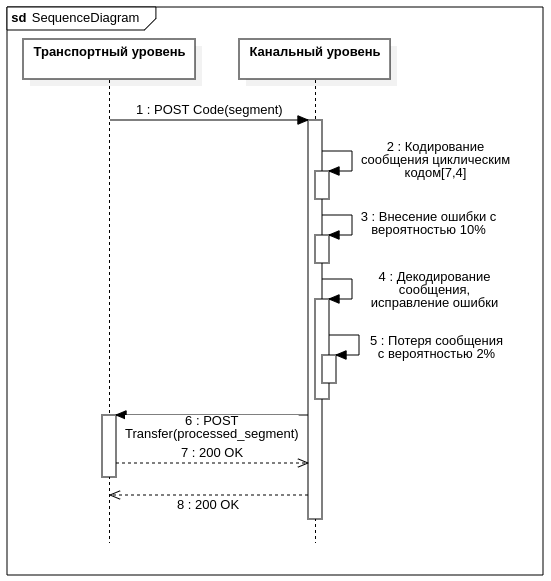 sd SequenceDiagram
Транспортный уровень
Канальный уровень
1 : POST Code(segment)
2 : Кодирование
сообщения циклическим
кодом[7,4]
3 : Внесение ошибки с
вероятностью 10%
4 : Декодирование
сообщения,
исправление ошибки
5 : Потеря сообщения
с вероятностью 2%
6 : POST
Transfer(processed_segment)
7 : 200 OK
8 : 200 OK